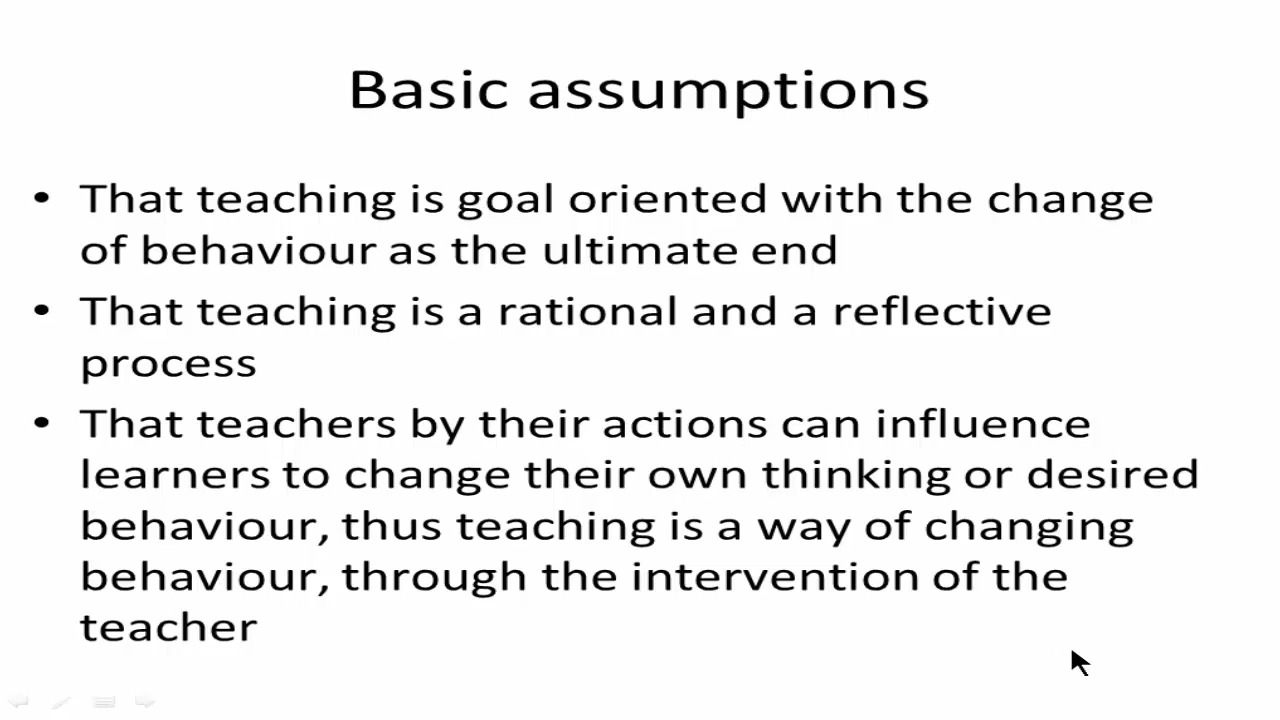 Basic assumptions
• That teaching is goal oriented with the change
of behaviour as the ultimate end
• That teaching is a rational and a reflective
process
• That teachers by their actions can influence
learners to change their own thinking or desired
behaviour, thus teaching is a way of changing
behaviour, through the intervention of the
teacher